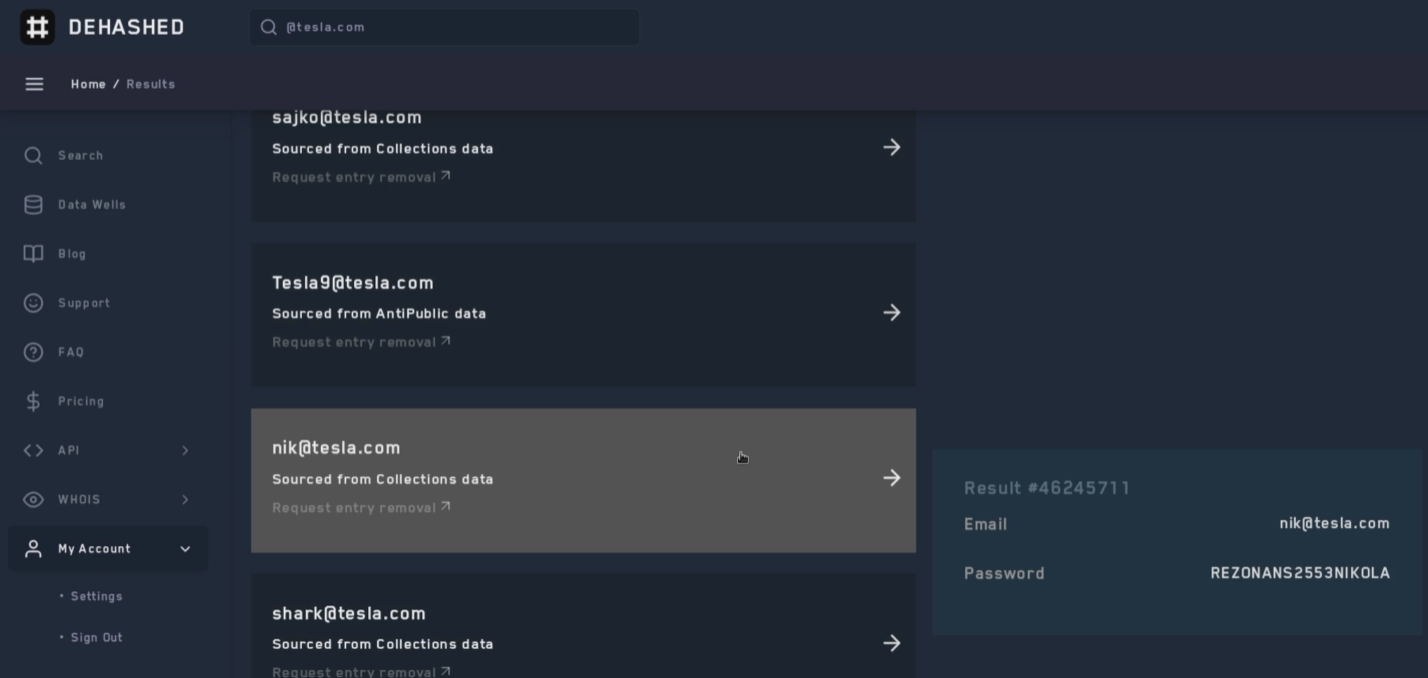 DEHASHED
@tesla.com
Home / Results
sajko@tesla.com
Sourced from Collections data
Request entry removal
Search
Data Wells
Blog
Support
FAQ
Pricing
API
WHOIS
My Account
• Settings
• Sign Out
Tesla9@tesla.com
Sourced from AntiPublic data
Request entry removal
nik@tesla.com
Sourced from Collections data
Request entry removal
shark@tesla.com
Sourced from Collections data
Request entry removal
Result #46245711
Email nik@tesla.com
Password REZONANS2553NIKOLA